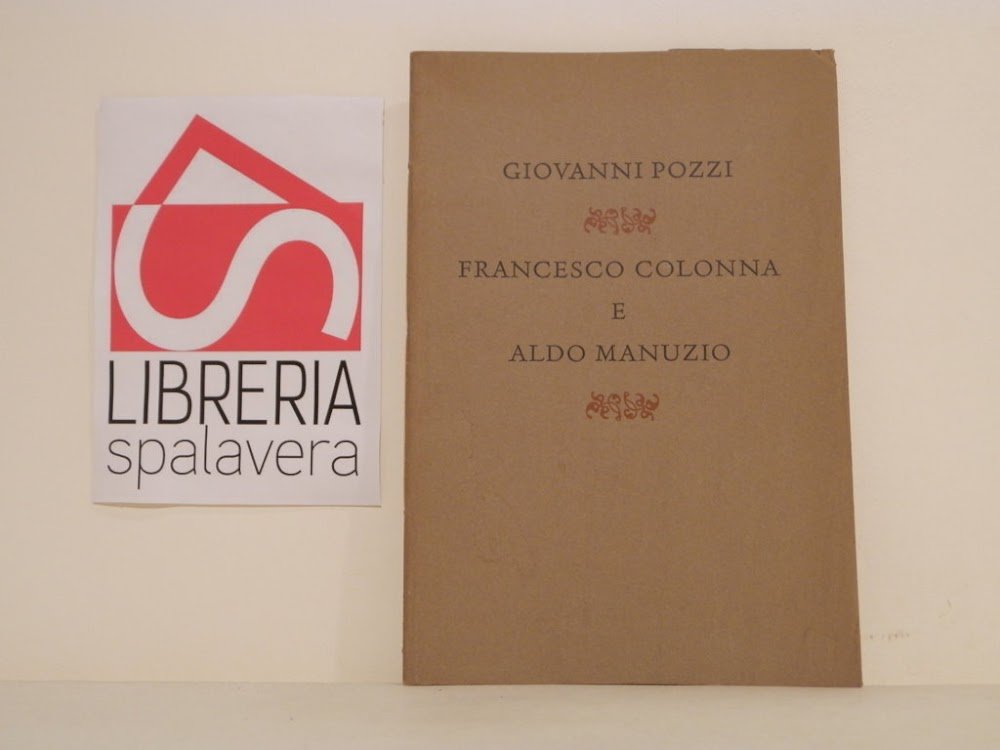 LIBRERIA
spalavera
GIOVANNI POZZI
FRANCESCO COLONNA
E
ALDO MANUZIO